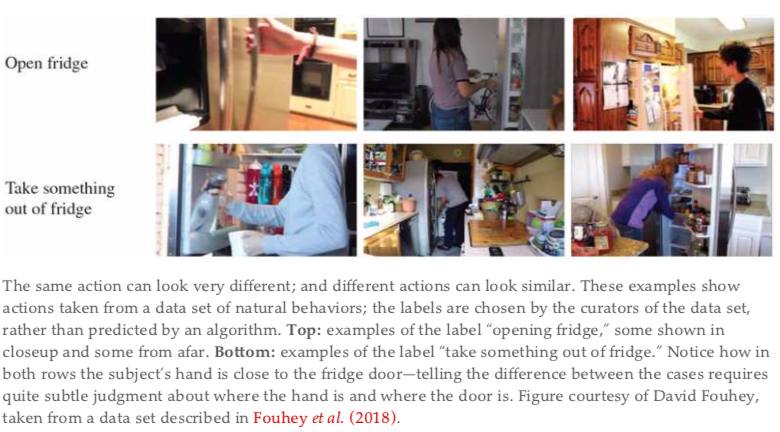 Open fridge
Take something
out of fridge
The same action can look very different; and different actions can look similar. These examples show
actions taken from a data set of natural behaviors; the labels are chosen by the curators of the data set,
rather than predicted by an algorithm. Top: examples of the label “opening fridge,” some shown in
closeup and some from afar. Bottom: examples of the label “take something out of fridge.” Notice how in
both rows the subject’s hand is close to the fridge door—telling the difference between the cases requires
quite subtle judgment about where the hand is and where the door is. Figure courtesy of David Fouhey,
taken from a data set described in Fouhey et al. (2018).